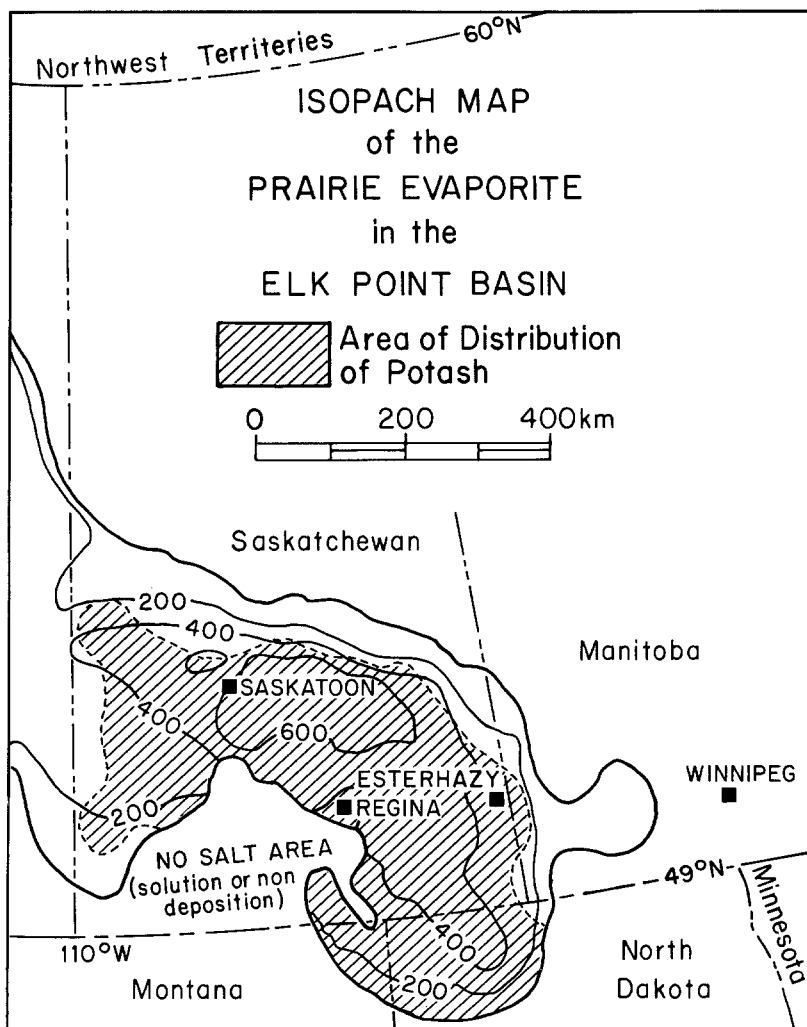 Northwest Territeries
60°N
ISOPACH MAP
of the
PRAIRIE EVAPORITE
in the
ELK POINT BASIN
Area of Distribution
of Potash
0 200 400km
Saskatchewan
200
400
Manitoba
SASKATOON
400
600
ESTERHAZY
WINNIPEG
REGINA
200
NO SALT AREA
(solution or non
deposition)
49°N
Minnesota
110°W
400
North
Dakota
200
Montana